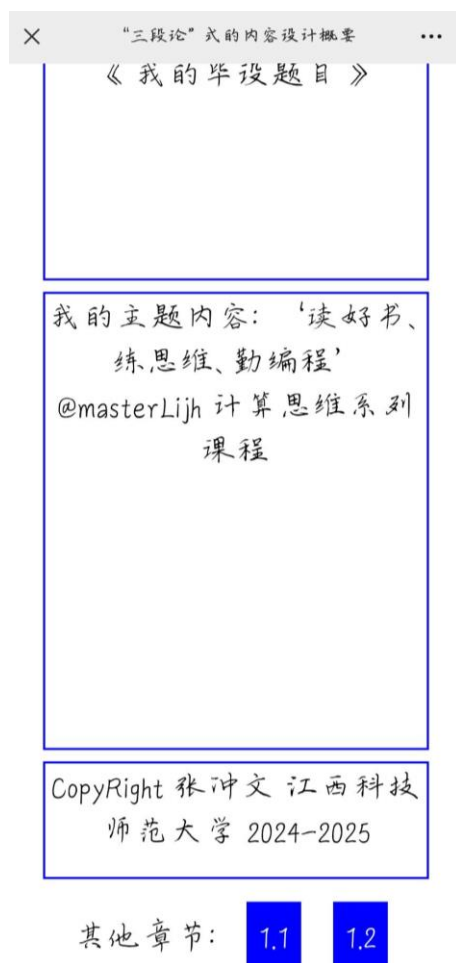 “三段论”式的内容设计概要
《我的毕设题目》
我的主题内容：‘读好书、
练思维、勤编程’
@masterLijh 计算思维系列
课程
CopyRight 张冲文 江西科技
师范大学 2024-2025
其他章节：
1.1
1.2